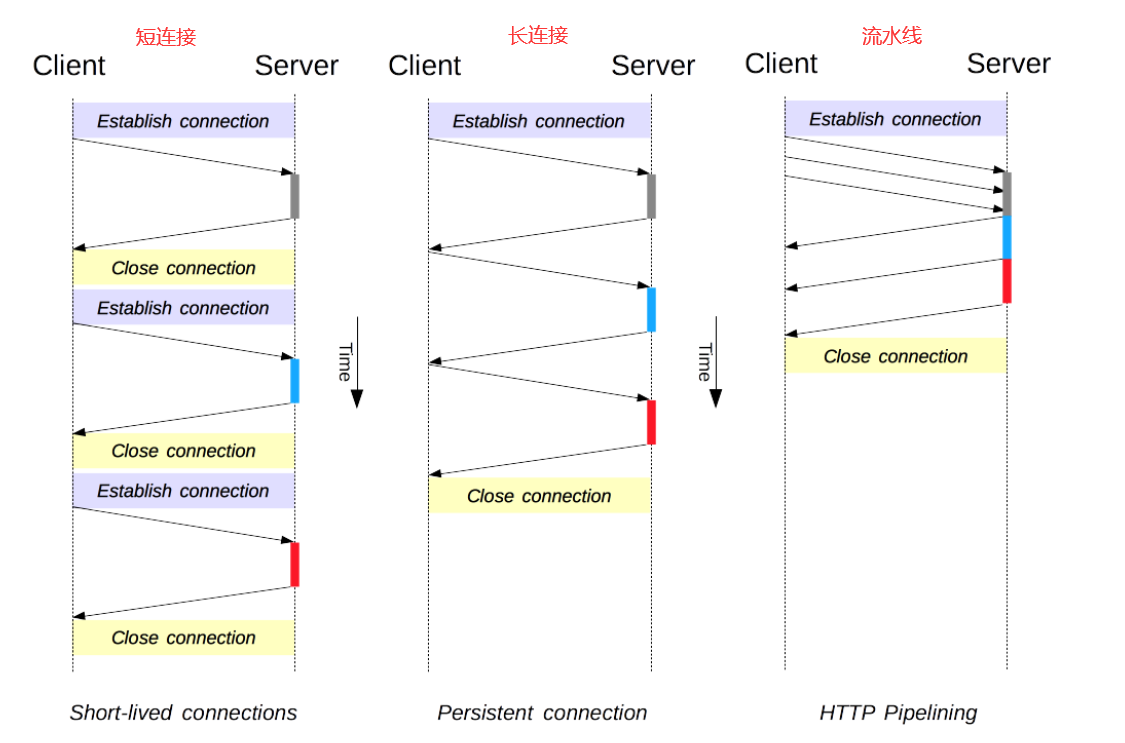 短连接
Client Server
Establish connection
Close connection
Establish connection
Close connection
Establish connection
Close connection
Short-lived connections
Time
长连接
Client Server
Establish connection
Close connection
Persistent connection
Time
流水线
Client Server
Establish connection
Close connection
HTTP Pipelining